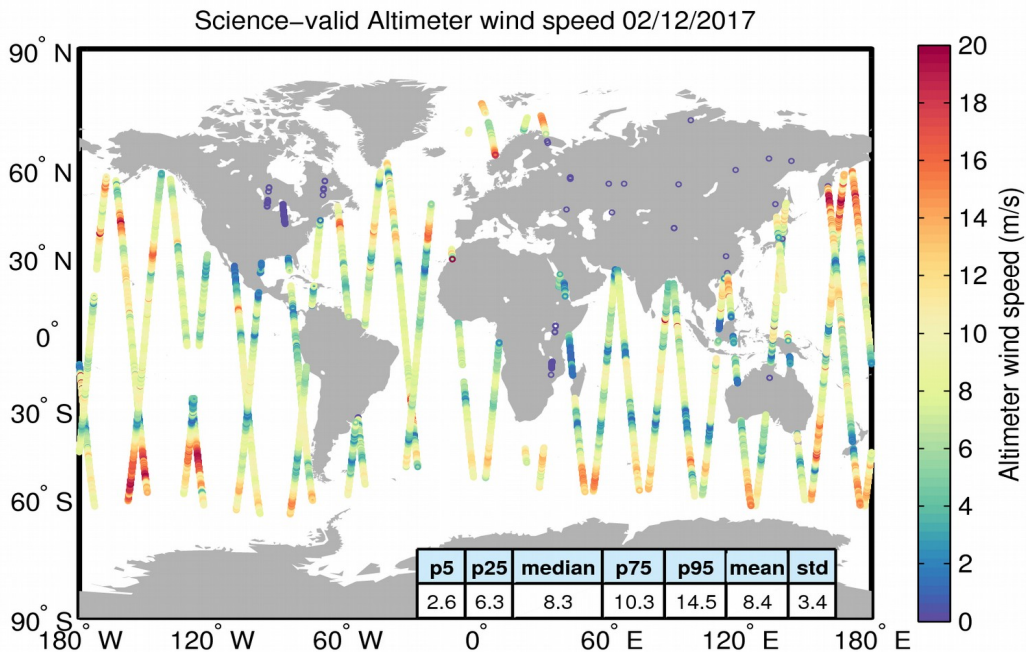 Science−valid Altimeter wind speed 02/12/2017
90° N
60° N
30° N
0°
30° S
60° S
90° S
180° W
120° W
60° W
0°
60° E
120° E
180° E
p5 p25 median p75 p95 mean std
2.6 6.3 8.3 10.3 14.5 8.4 3.4
20
18
16
14
12
10
8
6
4
2
0
Altimeter wind speed (m/s)